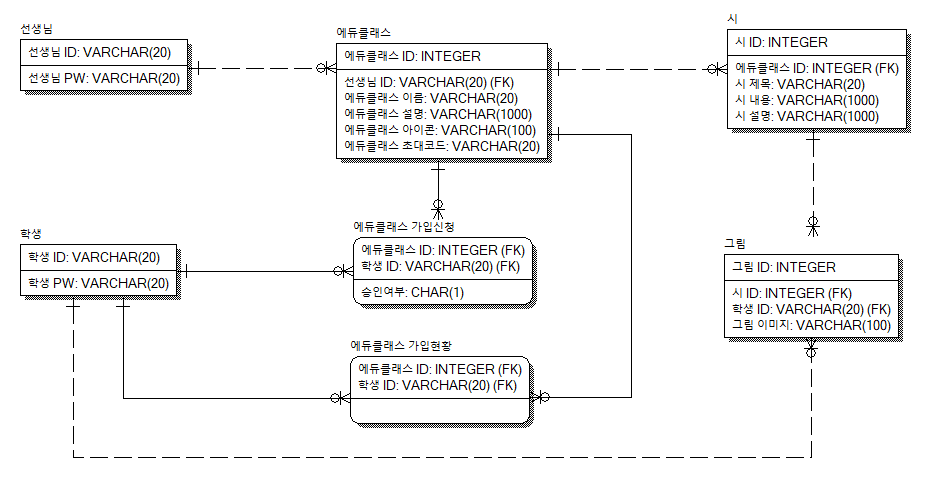 선생님
선생님 ID: VARCHAR(20)
선생님 PW: VARCHAR(20)
에듀클래스
에듀클래스 ID: INTEGER
선생님 ID: VARCHAR(20) (FK)
에듀클래스 이름: VARCHAR(20)
에듀클래스 설명: VARCHAR(1000)
에듀클래스 아이콘: VARCHAR(100)
에듀클래스 초대코드: VARCHAR(20)
시
시 ID: INTEGER
에듀클래스 ID: INTEGER (FK)
시 제목: VARCHAR(20)
시 내용: VARCHAR(1000)
시 설명: VARCHAR(1000)
학생
학생 ID: VARCHAR(20)
학생 PW: VARCHAR(20)
에듀클래스 가입신청
에듀클래스 ID: INTEGER (FK)
학생 ID: VARCHAR(20) (FK)
승인여부: CHAR(1)
그림
그림 ID: INTEGER
시 ID: INTEGER (FK)
학생 ID: VARCHAR(20) (FK)
그림 이미지: VARCHAR(100)
에듀클래스 가입현황
에듀클래스 ID: INTEGER (FK)
학생 ID: VARCHAR(20) (FK)